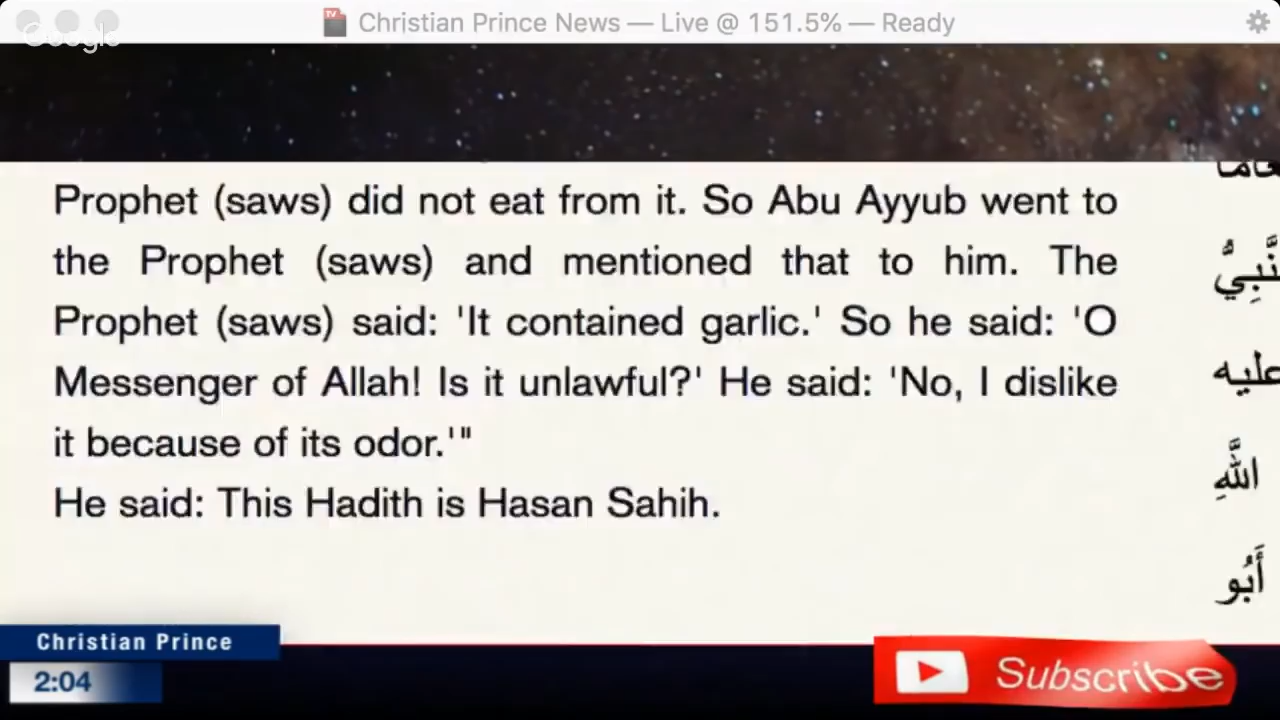 Christian Prince News — Live @ 151.5% — Ready
Google
Prophet (saws) did not eat from it. So Abu Ayyub went to
the Prophet (saws) and mentioned that to him. The
Prophet (saws) said: 'It contained garlic.' So he said: 'O
Messenger of Allah! Is it unlawful?' He said: 'No, I dislike
it because of its odor.'"
He said: This Hadith is Hasan Sahih.
عليه
اللَّهِ
أَبُو
Christian Prince
2:04
Subscribe